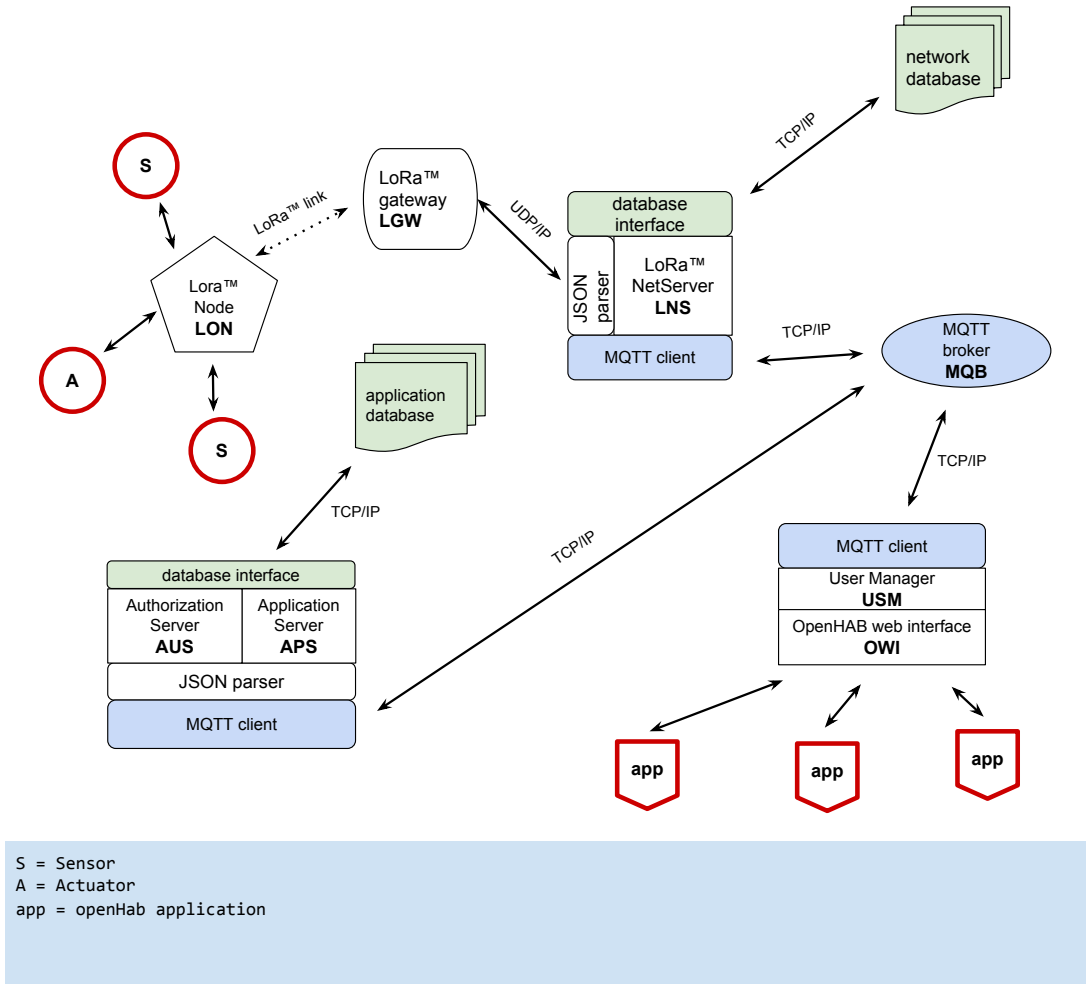 network
database
TCP/IP
S
LoRa™
gateway
LGW
LoRa™ link
UDP/IP
database
interface
JSON
parser
LoRa™
NetServer
LNS
MQTT client
Lora™
Node
LON
A
S
TCP/IP
MQTT
broker
MQB
application
database
TCP/IP
TCP/IP
TCP/IP
database interface
Authorization
Server
AUS
Application
Server
APS
JSON parser
MQTT client
MQTT client
User Manager
USM
OpenHAB web interface
OWI
app
app
app
S = Sensor
A = Actuator
app = openHab application